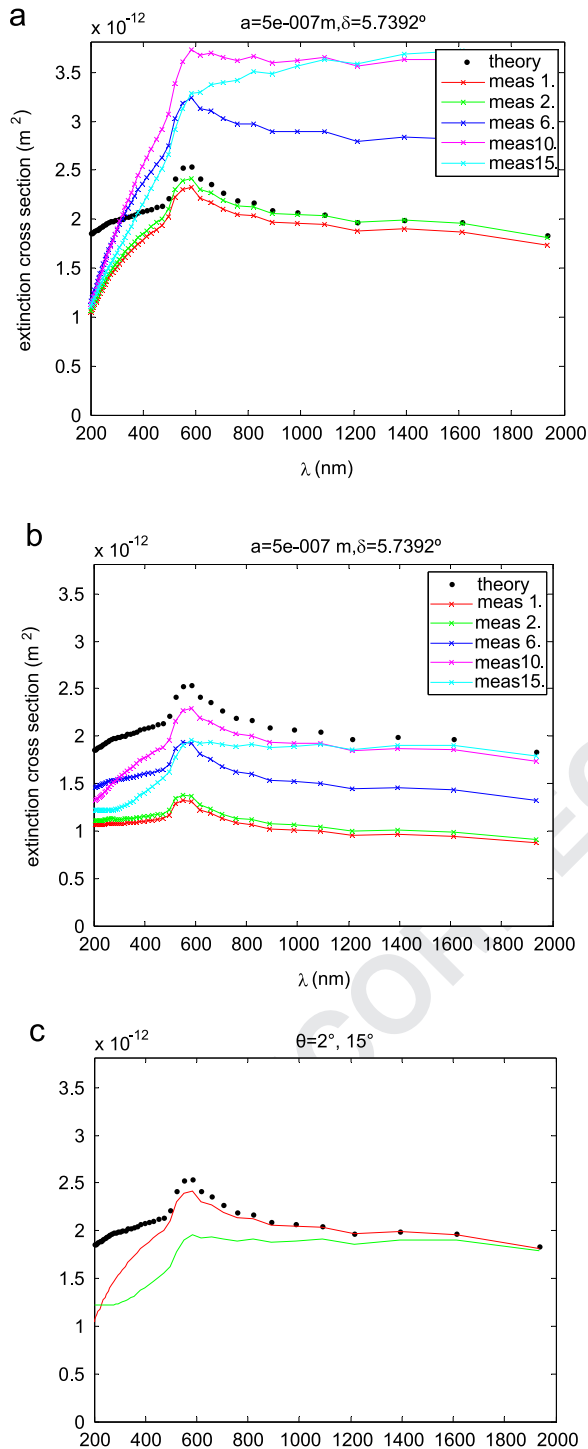 a
x 10⁻¹²
a=5e-007m,δ=5.7392º
3.5
3
2.5
2
1.5
1
0.5
0
extinction cross section (m ²)
theory
meas 1.
meas 2.
meas 6.
meas10.
meas15.
200 400 600 800 1000 1200 1400 1600 1800 2000
λ (nm)
b
x 10⁻¹²
a=5e-007 m,δ=5.7392º
3.5
3
2.5
2
1.5
1
0.5
0
extinction cross section (m ²)
theory
meas 1.
meas 2.
meas 6.
meas10.
meas15.
200 400 600 800 1000 1200 1400 1600 1800 2000
λ (nm)
c
x 10⁻¹²
θ=2°, 15°
3.5
3
2.5
2
1.5
1
0.5
0
200 400 600 800 1000 1200 1400 1600 1800 2000